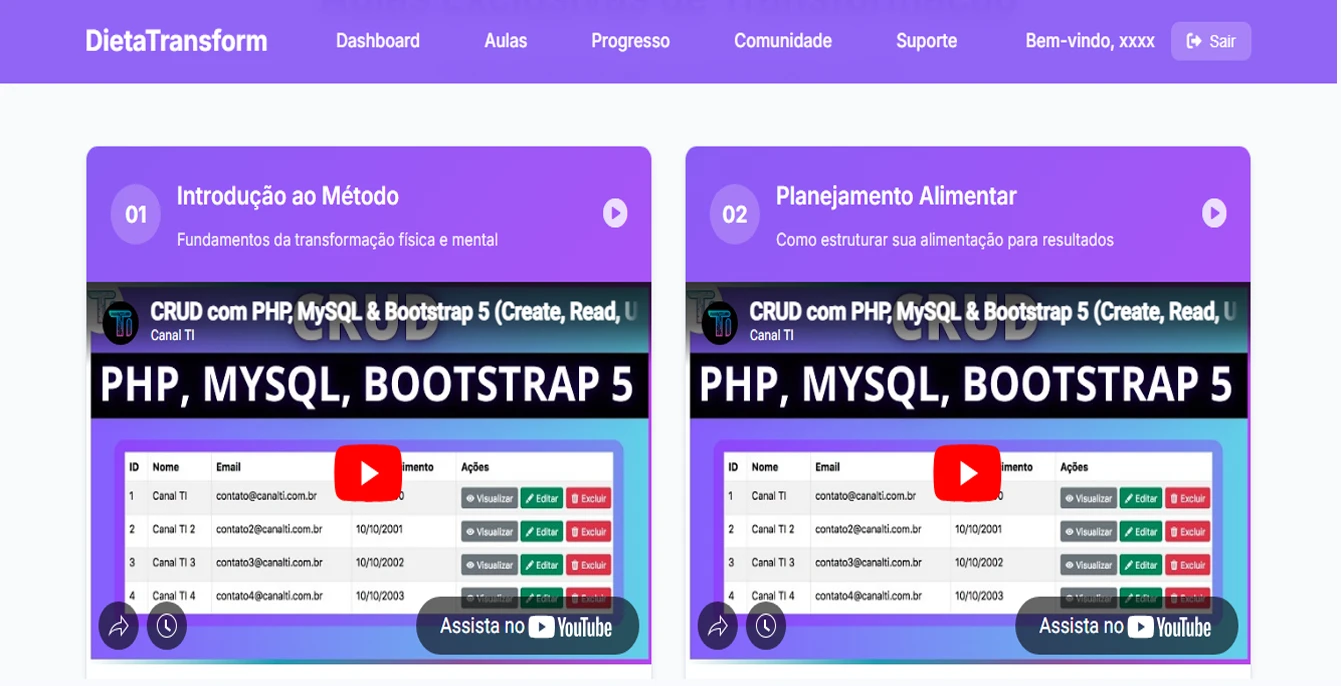 Aulas Exclusivas de Transformação
DietaTransform
Dashboard
Aulas
Progresso
Comunidade
Suporte
Bem-vindo, xxxx
Sair
01
Introdução ao Método
Fundamentos da transformação física e mental
CRUD
CRUD com PHP, MySQL & Bootstrap 5 (Create, Read, U
Canal TI
PHP, MYSQL, BOOTSTRAP 5
ID Nome Email imento Ações
1 Canal TI contato@canalti.com.br 0 Visualizar Editar Excluir
2 Canal TI 2 contato2@canalti.com.br 10/10/2001 Visualizar Editar Excluir
3 Canal TI 3 contato3@canalti.com.br 10/10/2002 Visualizar Editar Excluir
4 Canal TI 4 contato4@canalti.com.br 10/10/2003 Visualizar Editar Excluir
Assista no YouTube
02
Planejamento Alimentar
Como estruturar sua alimentação para resultados
CRUD
CRUD com PHP, MySQL & Bootstrap 5 (Create, Read, U
Canal TI
PHP, MYSQL, BOOTSTRAP 5
ID Nome Email imento Ações
1 Canal TI contato@canalti.com.br 0 Visualizar Editar Excluir
2 Canal TI 2 contato2@canalti.com.br 10/10/2001 Visualizar Editar Excluir
3 Canal TI 3 contato3@canalti.com.br 10/10/2002 Visualizar Editar Excluir
4 Canal TI 4 contato4@canalti.com.br 10/10/2003 Visualizar Editar Excluir
Assista no YouTube